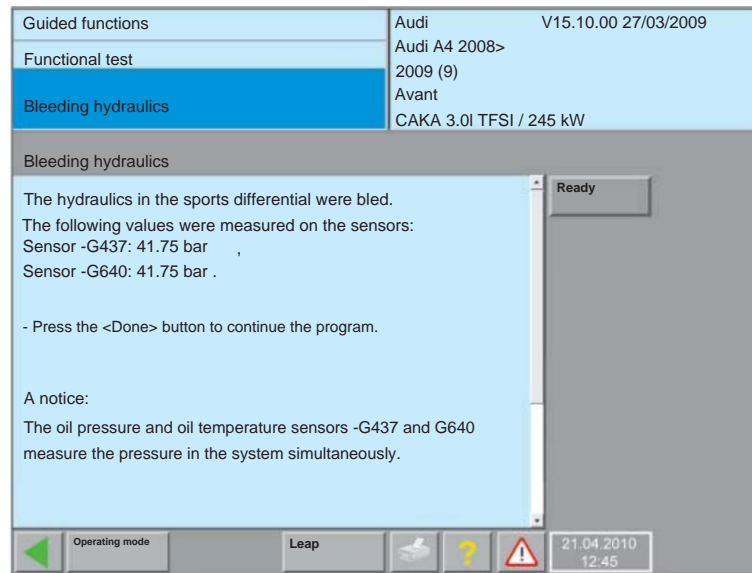 Guided functions
Functional test
Bleeding hydraulics
Audi V15.10.00 27/03/2009
Audi A4 2008>
2009 (9)
Avant
CAKA 3.0l TFSI / 245 kW
Bleeding hydraulics
The hydraulics in the sports differential were bled.
The following values were measured on the sensors:
Sensor -G437: 41.75 bar ,
Sensor -G640: 41.75 bar .
- Press the <Done> button to continue the program.
A notice:
The oil pressure and oil temperature sensors -G437 and G640
measure the pressure in the system simultaneously.
Ready
Operating mode
Leap
?
21.04.2010
12:45